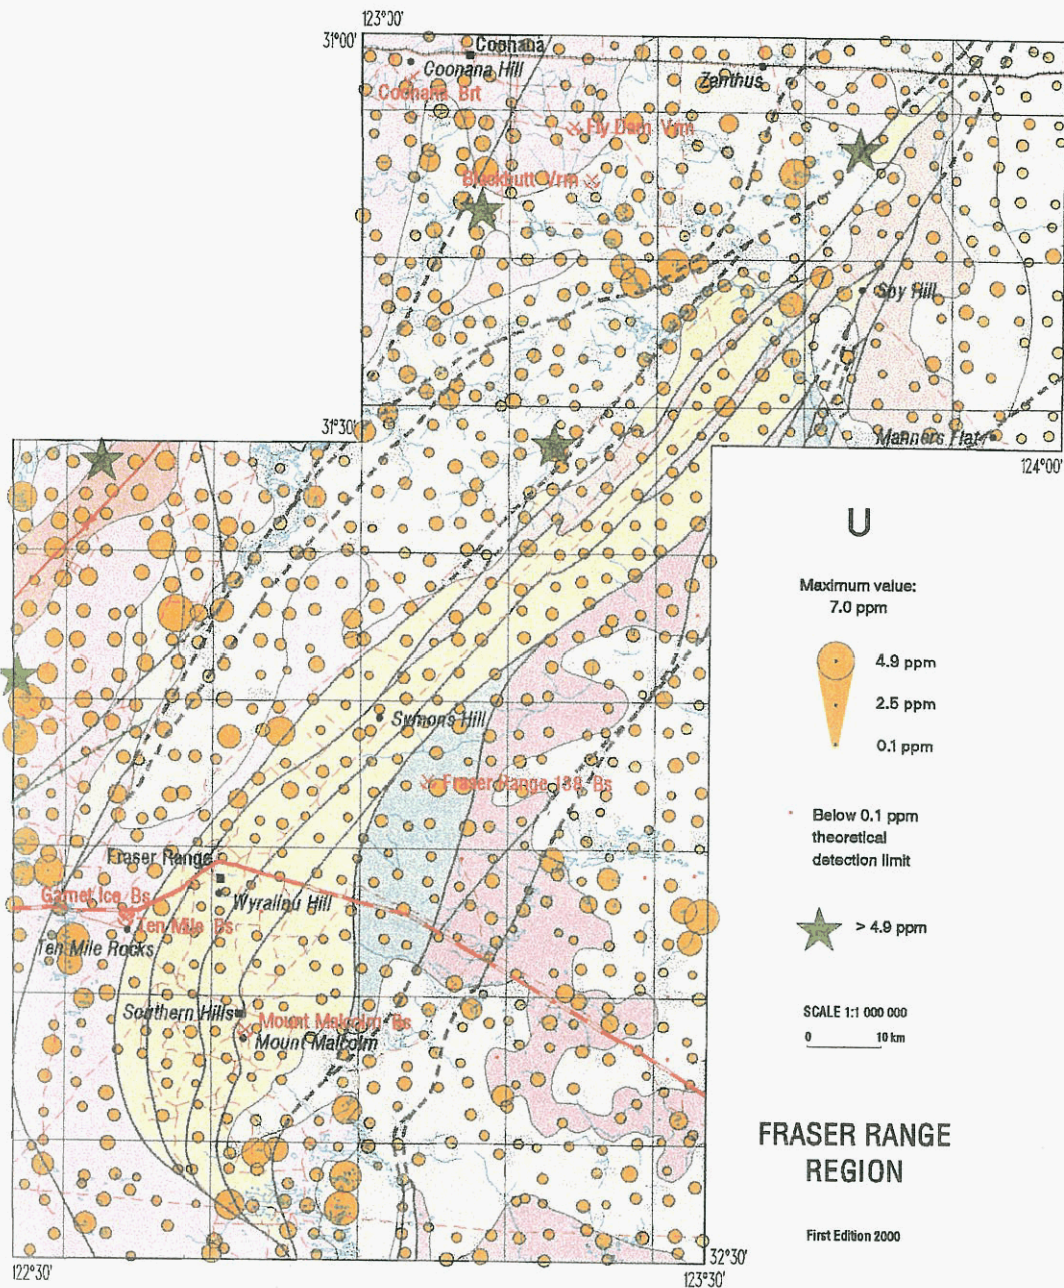 123°00'
31°00'
Coonana
Coonana Hill
Zanthus
Coonana Brt
Fly Dam Vrm
Blackbutt Vrm
Spy Hill
31°30'
Manners Flat
124°00'
U
Maximum value:
7.0 ppm
4.9 ppm
2.5 ppm
0.1 ppm
Symons Hill
Fraser Range 138 Bs
Below 0.1 ppm
theoretical
detection limit
Fraser Range
Wyralinu Hill
Garnet Ice Bs
Ten Mile Bs
Ten Mile Rocks
> 4.9 ppm
Southern Hills
Mount Malcolm Bs
Mount Malcolm
SCALE 1:1 000 000
0 10 km
FRASER RANGE
REGION
First Edition 2000
122°30'
32°30'
123°30'